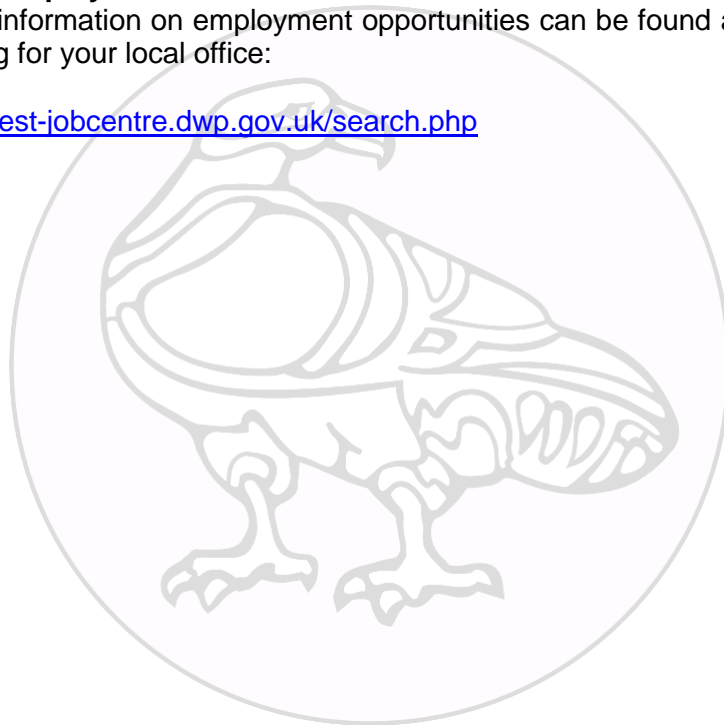 information on employment opportunities can be found
g for your local office:
est-jobcentre.dwp.gov.uk/search.php